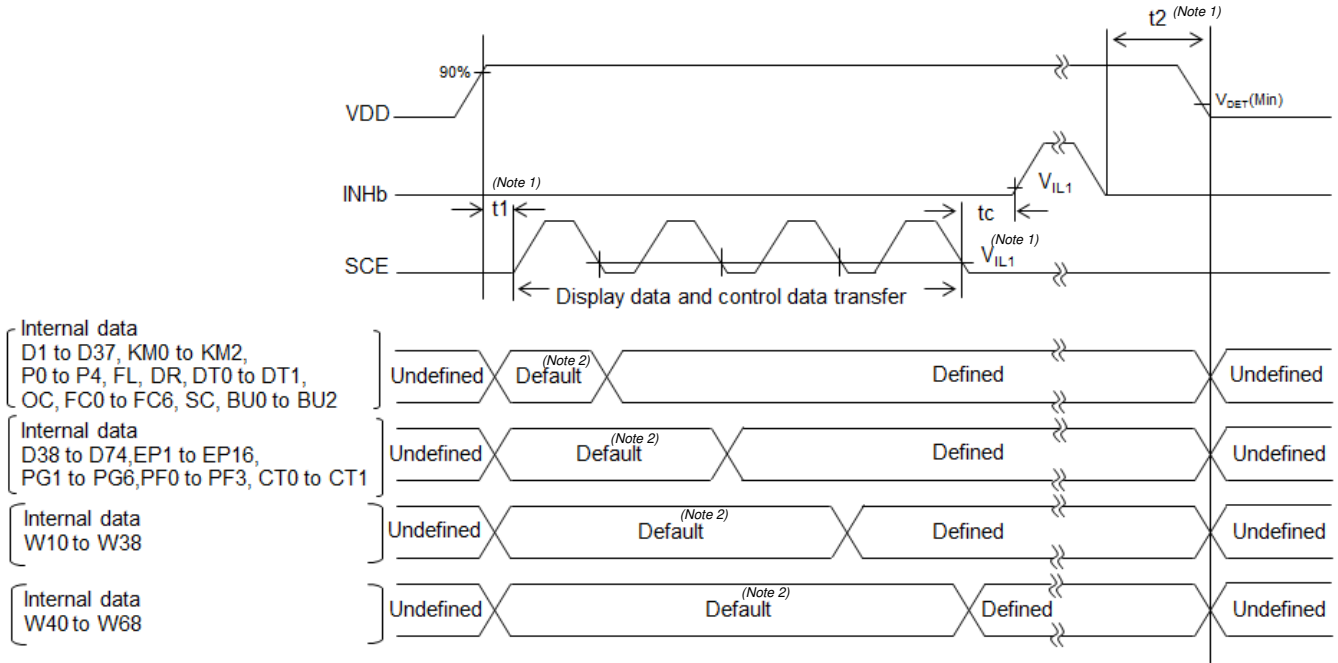 t2 (Note 1)
90%
VDD
VDET(Min)
INHb
(Note 1)
VIL1
t1
tc
(Note 1)
SCE
VIL1
Display data and control data transfer
Internal data
D1 to D37, KM0 to KM2,
P0 to P4, FL, DR, DT0 to DT1,
OC, FC0 to FC6, SC, BU0 to BU2
Undefined
Default (Note 2)
Defined
Undefined
Internal data
D38 to D74,EP1 to EP16,
PG1 to PG6,PF0 to PF3, CT0 to CT1
Undefined
Default (Note 2)
Defined
Undefined
Internal data
W10 to W38
Undefined
Default (Note 2)
Defined
Undefined
Internal data
W40 to W68
Undefined
Default (Note 2)
Defined
Undefined